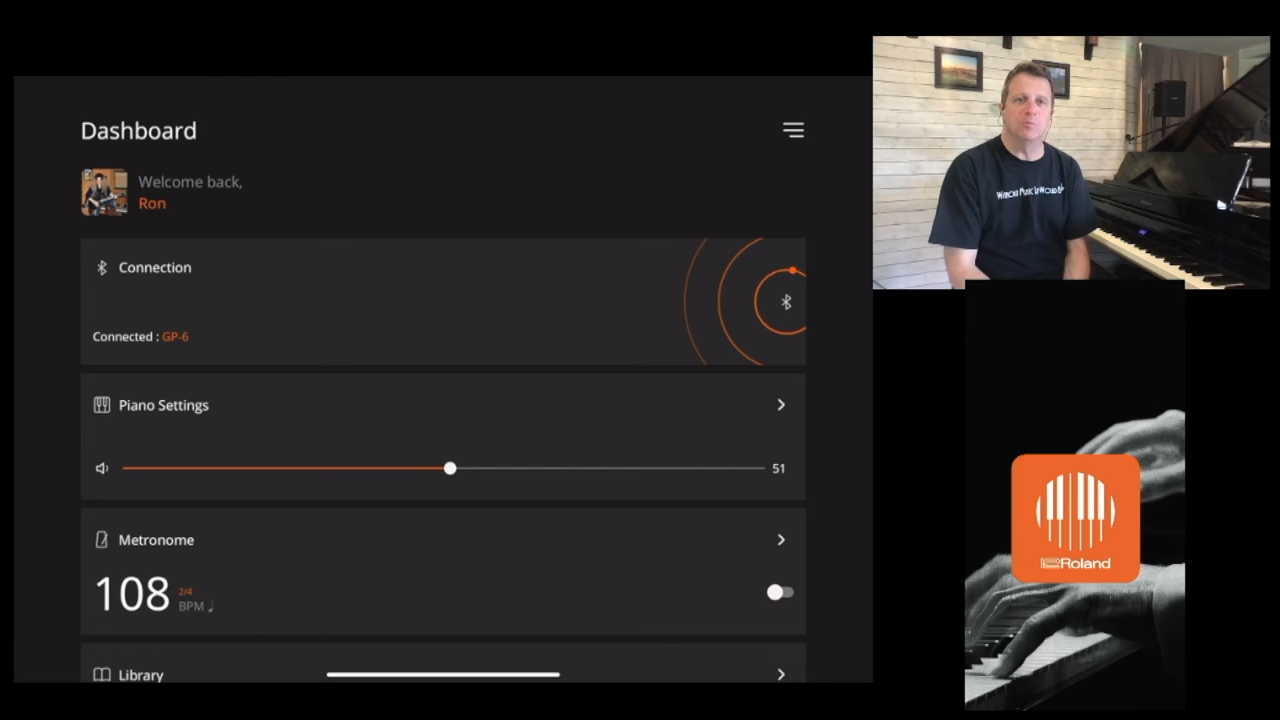 Dashboard
Welcome back,
Ron
Connection
Connected : GP-6
Piano Settings
51
Metronome
108
2/4
BPM
Library
Roland